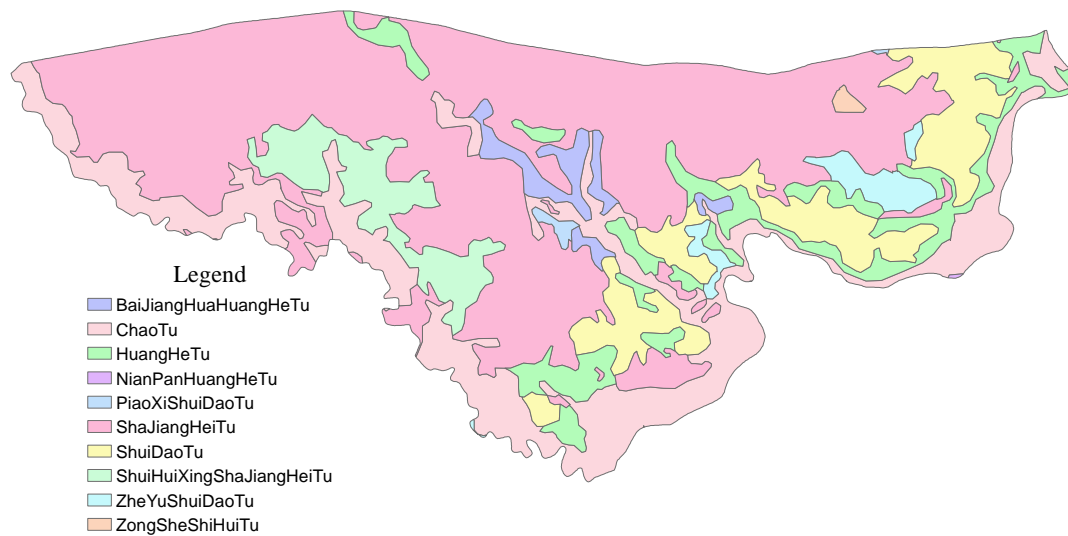 Legend
BaiJiangHuaHuangHeTu
ChaoTu
HuangHeTu
NianPanHuangHeTu
PiaoXiShuiDaoTu
ShaJiangHeiTu
ShuiDaoTu
ShuiHuiXingShaJiangHeiTu
ZheYuShuiDaoTu
ZongSheShiHuiTu